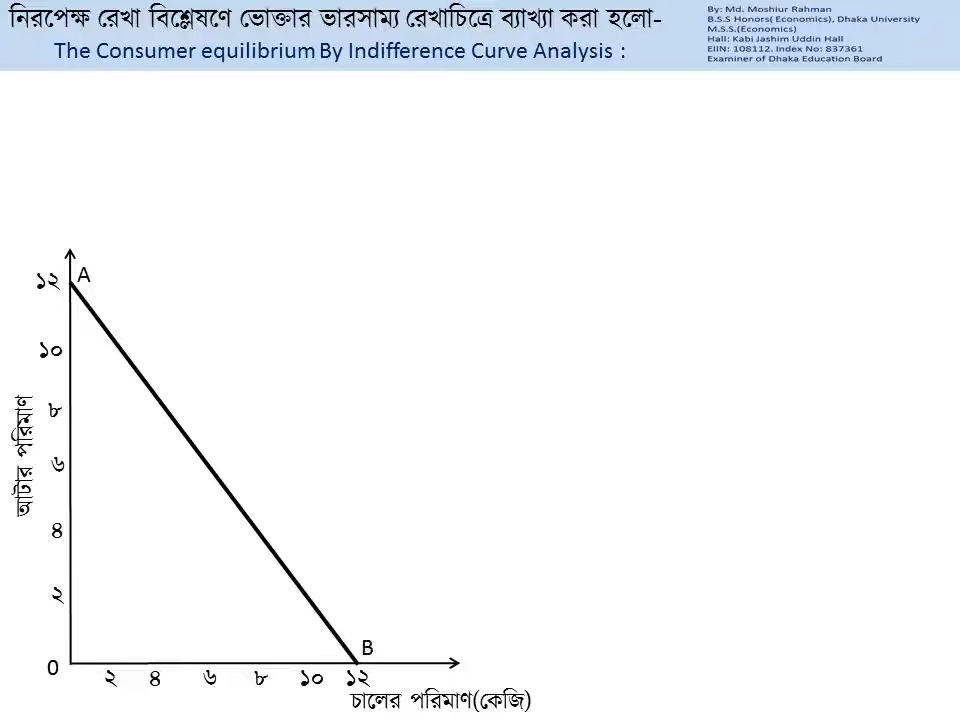 নিরপেক্ষ রেখা বিশ্লেষণে ভোক্তার ভারসাম্য রেখাচিত্রে ব্যাখ্যা করা হলো-
The Consumer equilibrium By Indifference Curve Analysis :
By: Md. Moshiur Rahman
B.S.S Honors( Economics), Dhaka University
M.S.S.(Economics)
Hall: Kabi Jashim Uddin Hall
EIIN: 108112. Index No: 837361
Examiner of Dhaka Education Board
A
১২
১০
৮
৬
৪
২
আটার পরিমাণ
B
0
২ ৪ ৬ ৮ ১০ ১২
চালের পরিমাণ(কেজি)